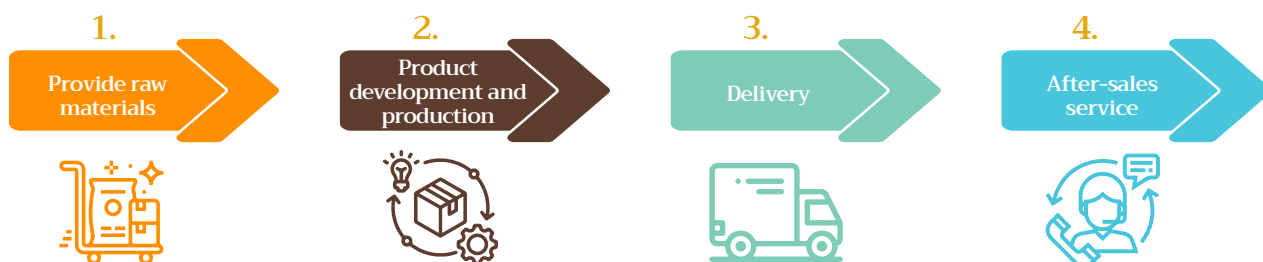 1.
Provide raw
materials
2.
Product
development and
production
3.
Delivery
4.
After-sales
service